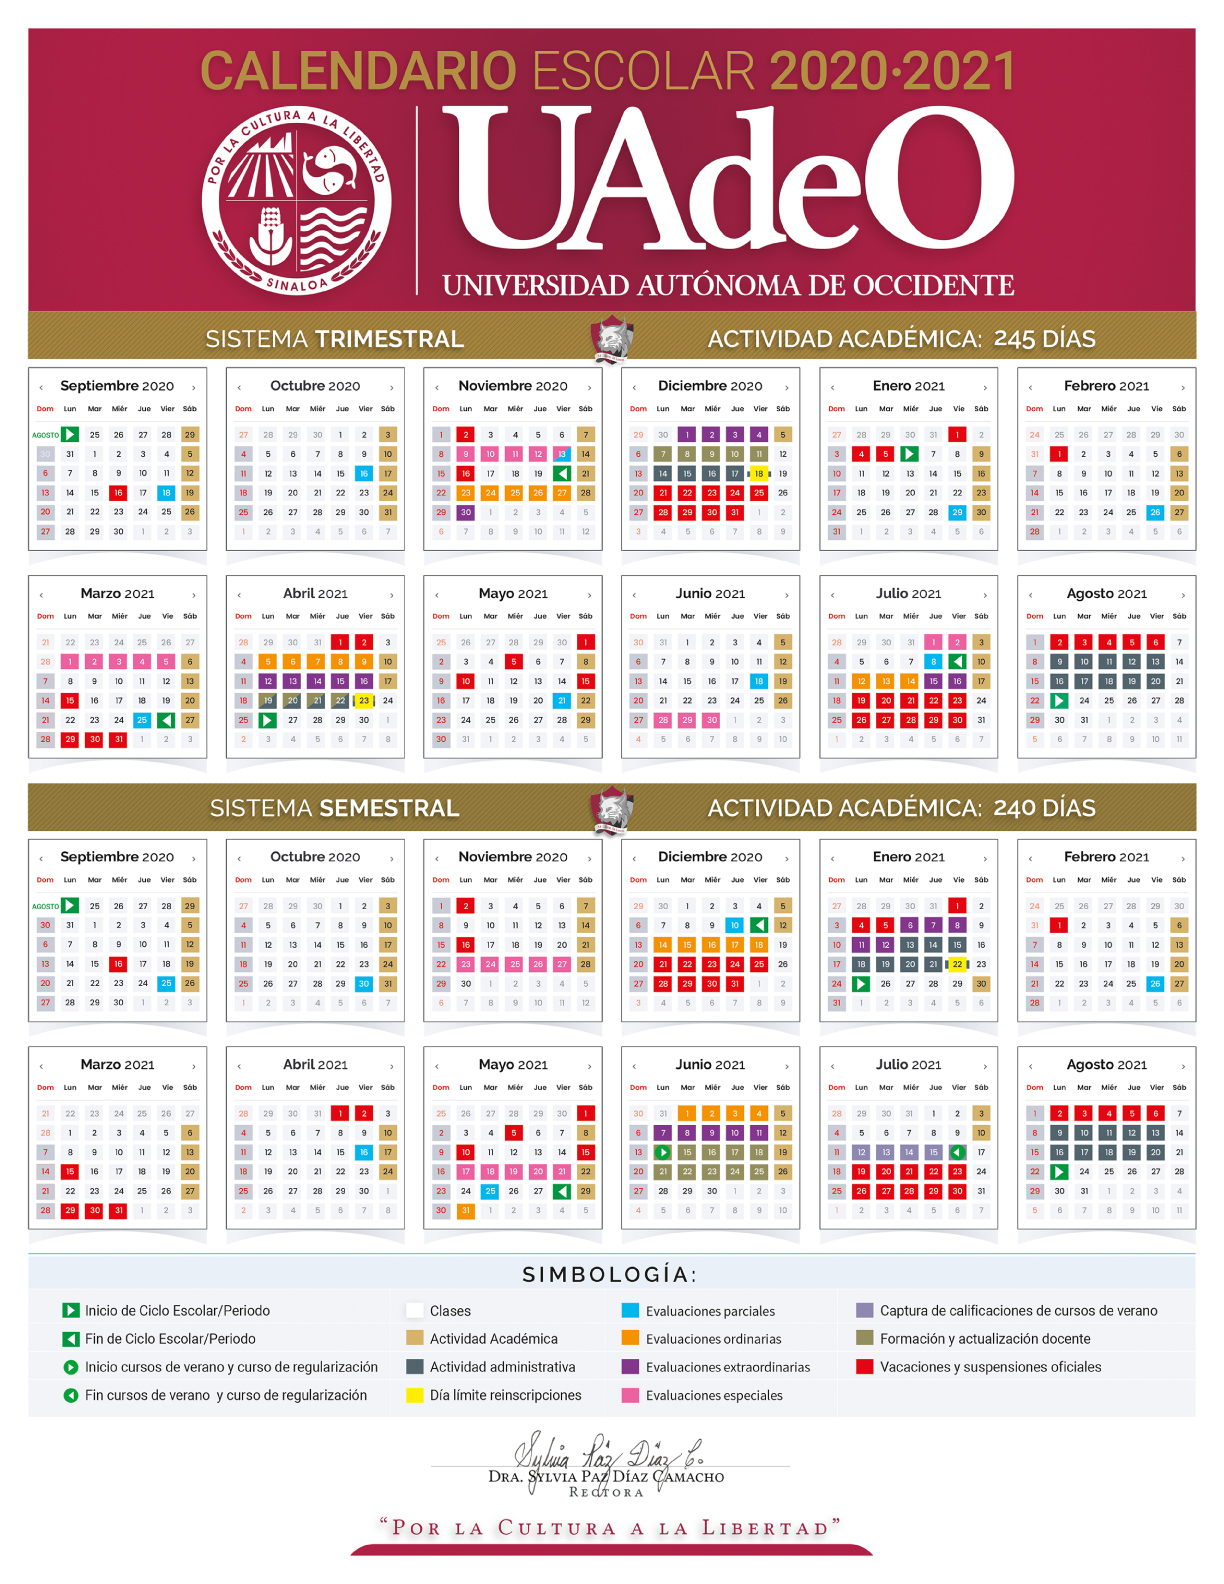 CALENDARIO ESCOLAR 2020•2021
POR LA CULTURA A LA LIBERTAD
SINALOA
UAdeO
UNIVERSIDAD AUTÓNOMA DE OCCIDENTE
SISTEMA TRIMESTRAL
ACTIVIDAD ACADÉMICA: 245 DÍAS
Septiembre 2020
Dom Lun Mar Miér Jue Vier Sáb
AGOSTO 25 26 27 28 29
30 31 1 2 3 4 5
6 7 8 9 10 11 12
13 14 15 16 17 18 19
20 21 22 23 24 25 26
27 28 29 30 1 2 3
Octubre 2020
Dom Lun Mar Miér Jue Vier Sáb
27 28 29 30 1 2 3
4 5 6 7 8 9 10
11 12 13 14 15 16 17
18 19 20 21 22 23 24
25 26 27 28 29 30 31
1 2 3 4 5 6 7
Noviembre 2020
Dom Lun Mar Miér Jue Vier Sáb
1 2 3 4 5 6 7
8 9 10 11 12 13 14
15 16 17 18 19 21
22 23 24 25 26 27 28
29 30 1 2 3 4 5
6 7 8 9 10 11 12
Diciembre 2020
Dom Lun Mar Miér Jue Vier Sáb
29 30 1 2 3 4 5
6 7 8 9 10 11 12
13 14 15 16 17 18 19
20 21 22 23 24 25 26
27 28 29 30 31 1 2
3 4 5 6 7 8 9
Enero 2021
Dom Lun Mar Miér Jue Vier Sáb
27 28 29 30 31 1 2
3 4 5 7 8 9
10 11 12 13 14 15 16
17 18 19 20 21 22 23
24 25 26 27 28 29 30
31 1 2 3 4 5 6
Febrero 2021
Dom Lun Mar Miér Jue Vie Sáb
24 25 26 27 28 29 30
31 1 2 3 4 5 6
7 8 9 10 11 12 13
14 15 16 17 18 19 20
21 22 23 24 25 26 27
28 1 2 3 4 5 6
Marzo 2021
Dom Lun Mar Miér Jue Vie Sáb
21 22 23 24 25 26 27
28 1 2 3 4 5 6
7 8 9 10 11 12 13
14 15 16 17 18 19 20
21 22 23 24 25 27
28 29 30 31 1 2 3
Abril 2021
Dom Lun Mar Miér Jue Vier Sáb
28 29 30 31 1 2 3
4 5 6 7 8 9 10
11 12 13 14 15 16 17
18 19 20 21 22 23 24
25 27 28 29 30 1
2 3 4 5 6 7 8
Mayo 2021
Dom Lun Mar Miér Jue Vier Sáb
25 26 27 28 29 30 1
2 3 4 5 6 7 8
9 10 11 12 13 14 15
16 17 18 19 20 21 22
23 24 25 26 27 28 29
30 31 1 2 3 4 5
Junio 2021
Dom Lun Mar Miér Jue Vier Sáb
30 31 1 2 3 4 5
6 7 8 9 10 11 12
13 14 15 16 17 18 19
20 21 22 23 24 25 26
27 28 29 30 1 2 3
4 5 6 7 8 9 10
Julio 2021
Dom Lun Mar Miér Jue Vier Sáb
28 29 30 31 1 2 3
4 5 6 7 8 10
11 12 13 14 15 16 17
18 19 20 21 22 23 24
25 26 27 28 29 30 31
1 2 3 4 5 6 7
Agosto 2021
Dom Lun Mar Miér Jue Vie Sáb
1 2 3 4 5 6 7
8 9 10 11 12 13 14
15 16 17 18 19 20 21
22 24 25 26 27 28
29 30 31 1 2 3 4
5 6 7 8 9 10 11
SISTEMA SEMESTRAL
ACTIVIDAD ACADÉMICA: 240 DÍAS
Septiembre 2020
Dom Lun Mar Miér Jue Vier Sáb
AGOSTO 25 26 27 28 29
30 31 1 2 3 4 5
6 7 8 9 10 11 12
13 14 15 16 17 18 19
20 21 22 23 24 25 26
27 28 29 30 1 2 3
Octubre 2020
Dom Lun Mar Miér Jue Vier Sáb
27 28 29 30 1 2 3
4 5 6 7 8 9 10
11 12 13 14 15 16 17
18 19 20 21 22 23 24
25 26 27 28 29 30 31
1 2 3 4 5 6 7
Noviembre 2020
Dom Lun Mar Miér Jue Vier Sáb
1 2 3 4 5 6 7
8 9 10 11 12 13 14
15 16 17 18 19 20 21
22 23 24 25 26 27 28
29 30 1 2 3 4 5
6 7 8 9 10 11 12
Diciembre 2020
Dom Lun Mar Miér Jue Vier Sáb
29 30 1 2 3 4 5
6 7 8 9 10 12
13 14 15 16 17 18 19
20 21 22 23 24 25 26
27 28 29 30 31 1 2
3 4 5 6 7 8 9
Enero 2021
Dom Lun Mar Miér Jue Vier Sáb
27 28 29 30 31 1 2
3 4 5 6 7 8 9
10 11 12 13 14 15 16
17 18 19 20 21 22 23
24 26 27 28 29 30
31 1 2 3 4 5 6
Febrero 2021
Dom Lun Mar Miér Jue Vie Sáb
24 25 26 27 28 29 30
31 1 2 3 4 5 6
7 8 9 10 11 12 13
14 15 16 17 18 19 20
21 22 23 24 25 26 27
28 1 2 3 4 5 6
Marzo 2021
Dom Lun Mar Miér Jue Vie Sáb
21 22 23 24 25 26 27
28 1 2 3 4 5 6
7 8 9 10 11 12 13
14 15 16 17 18 19 20
21 22 23 24 25 26 27
28 29 30 31 1 2 3
Abril 2021
Dom Lun Mar Miér Jue Vier Sáb
28 29 30 31 1 2 3
4 5 6 7 8 9 10
11 12 13 14 15 16 17
18 19 20 21 22 23 24
25 26 27 28 29 30 1
2 3 4 5 6 7 8
Mayo 2021
Dom Lun Mar Miér Jue Vier Sáb
25 26 27 28 29 30 1
2 3 4 5 6 7 8
9 10 11 12 13 14 15
16 17 18 19 20 21 22
23 24 25 26 27 29
30 31 1 2 3 4 5
Junio 2021
Dom Lun Mar Miér Jue Vier Sáb
30 31 1 2 3 4 5
6 7 8 9 10 11 12
13 15 16 17 18 19
20 21 22 23 24 25 26
27 28 29 30 1 2 3
4 5 6 7 8 9 10
Julio 2021
Dom Lun Mar Miér Jue Vier Sáb
28 29 30 31 1 2 3
4 5 6 7 8 9 10
11 12 13 14 15 17
18 19 20 21 22 23 24
25 26 27 28 29 30 31
1 2 3 4 5 6 7
Agosto 2021
Dom Lun Mar Miér Jue Vie Sáb
1 2 3 4 5 6 7
8 9 10 11 12 13 14
15 16 17 18 19 20 21
22 24 25 26 27 28
29 30 31 1 2 3 4
5 6 7 8 9 10 11
SIMBOLOGÍA:
Inicio de Ciclo Escolar/Periodo
Fin de Ciclo Escolar/Periodo
Inicio cursos de verano y curso de regularización
Fin cursos de verano y curso de regularización
Clases
Actividad Académica
Actividad administrativa
Día límite reinscripciones
Evaluaciones parciales
Evaluaciones ordinarias
Evaluaciones extraordinarias
Evaluaciones especiales
Captura de calificaciones de cursos de verano
Formación y actualización docente
Vacaciones y suspensiones oficiales
Sylvia Paz Díaz C.
DRA. SYLVIA PAZ DÍAZ CAMACHO
RECTORA
“POR LA CULTURA A LA LIBERTAD”